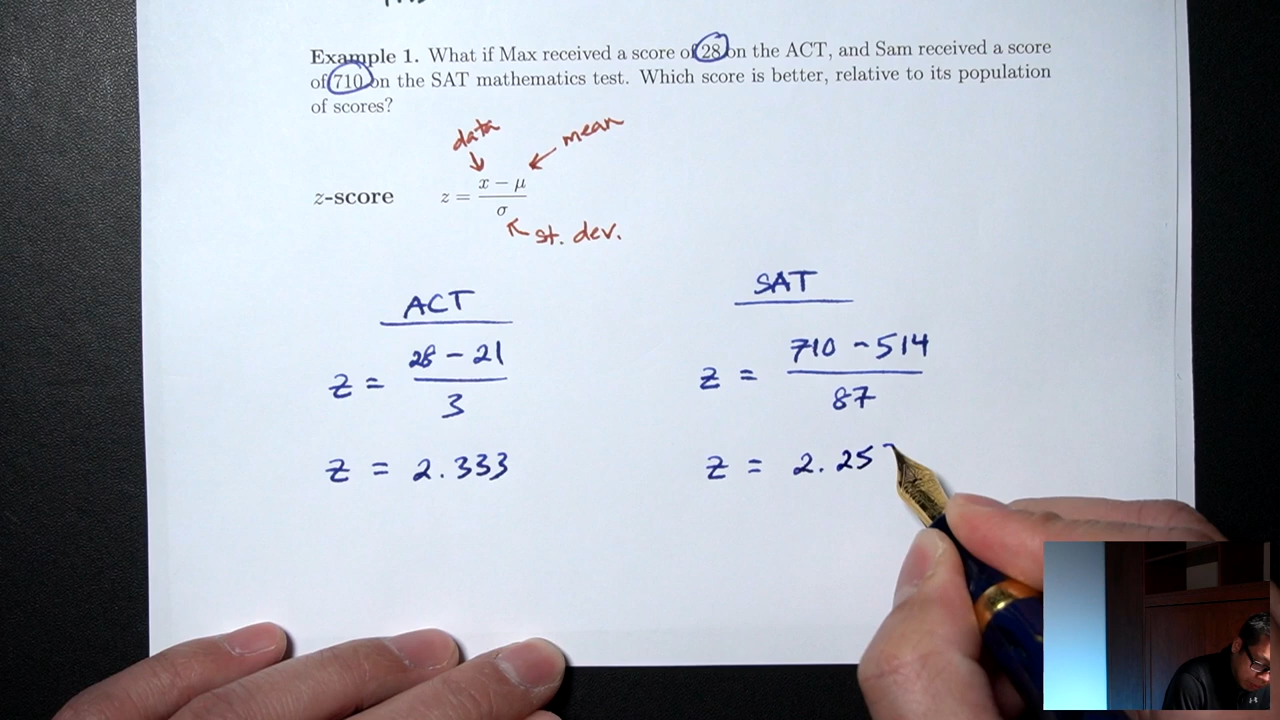 Example 1. What if Max received a score of 28 on the ACT, and Sam received a score
of 710 on the SAT mathematics test. Which score is better, relative to its population
of scores?
data
mean
z-score z = x − μ / σ
st. dev.
ACT
z = 28 - 21 / 3
z = 2.333
SAT
z = 710 - 514 / 87
z = 2.25